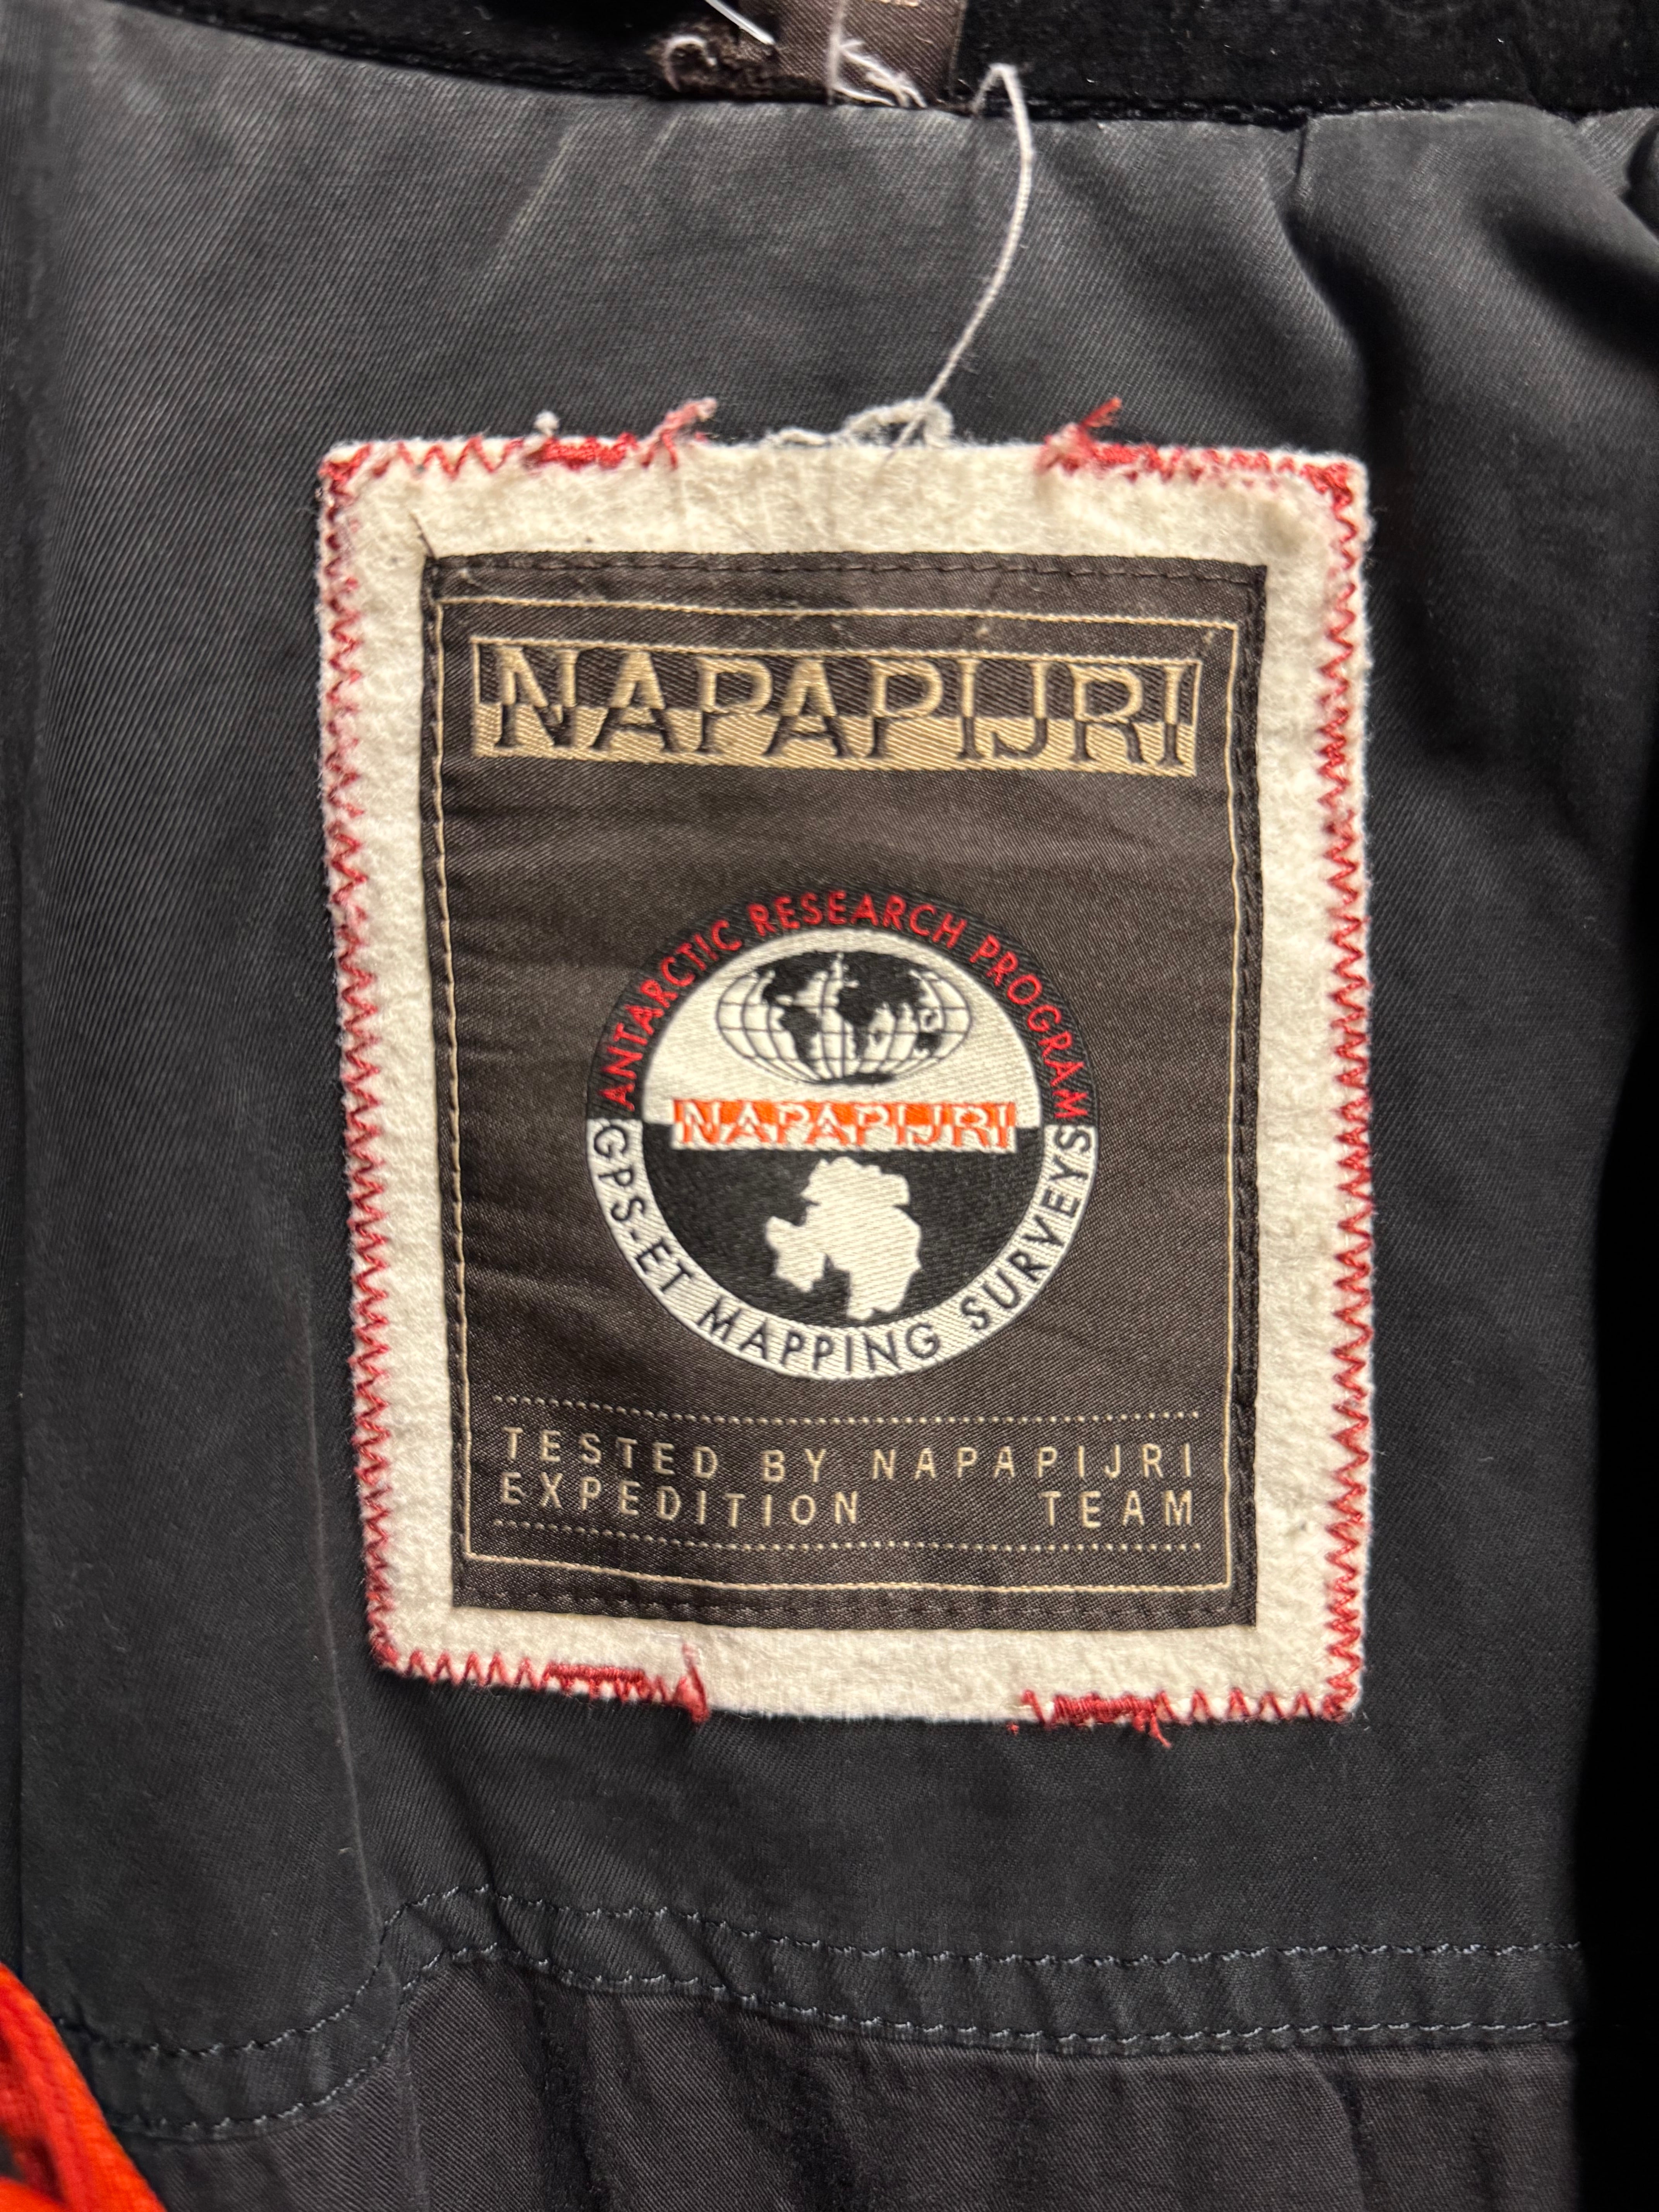 NAPAPIJRI
ANTARCTIC RESEARCH PROGRAM
NAPAPIJRI
GPS-ET MAPPING SURVEYS
TESTED BY NAPAPIJRI
EXPEDITION TEAM